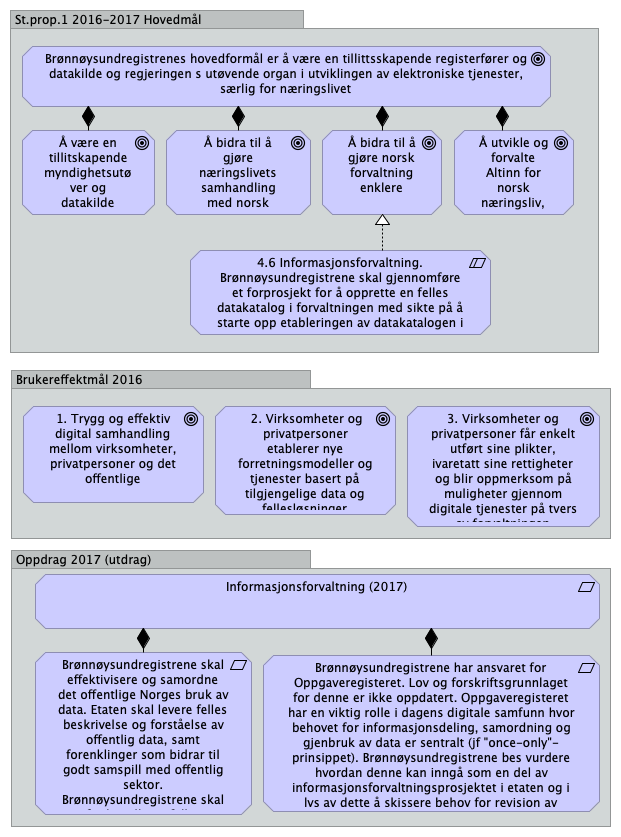 St.prop.1 2016-2017 Hovedmål
Brønnøysundregistrenes hovedformål er å være en tillittsskapende registerfører og
datakilde og regjeringen s utøvende organ i utviklingen av elektroniske tjenester,
særlig for næringslivet
Å være en
tillitskapende
myndighetsutø
ver og
datakilde
Å bidra til å
gjøre
næringslivets
samhandling
med norsk
Å bidra til å
gjøre norsk
forvaltning
enklere
Å utvikle og
forvalte
Altinn for
norsk
næringsliv,
4.6 Informasjonsforvaltning.
Brønnøysundregistrene skal gjennomføre
et forprosjekt for å opprette en felles
datakatalog i forvaltningen med sikte på å
starte opp etableringen av datakatalogen i
Brukereffektmål 2016
1. Trygg og effektiv
digital samhandling
mellom virksomheter,
privatpersoner og det
offentlige
2. Virksomheter og
privatpersoner
etablerer nye
forretningsmodeller og
tjenester basert på
tilgjengelige data og
fellesløsninger
3. Virksomheter og
privatpersoner får enkelt
utført sine plikter,
ivaretatt sine rettigheter
og blir oppmerksom på
muligheter gjennom
digitale tjenester på tvers
av forvaltningen
Oppdrag 2017 (utdrag)
Informasjonsforvaltning (2017)
Brønnøysundregistrene skal
effektivisere og samordne
det offentlige Norges bruk av
data. Etaten skal levere felles
beskrivelse og forståelse av
offentlig data, samt
forenklinger som bidrar til
godt samspill med offentlig
sektor.
Brønnøysundregistrene skal
Brønnøysundregistrene har ansvaret for
Oppgaveregisteret. Lov og forskriftsgrunnlaget
for denne er ikke oppdatert. Oppgaveregisteret
har en viktig rolle i dagens digitale samfunn hvor
behovet for informasjonsdeling, samordning og
gjenbruk av data er sentralt (jf "once-only"-
prinsippet). Brønnøysundregistrene bes vurdere
hvordan denne kan inngå som en del av
informasjonsforvaltningsprosjektet i etaten og i
lys av dette å skissere behov for revision av